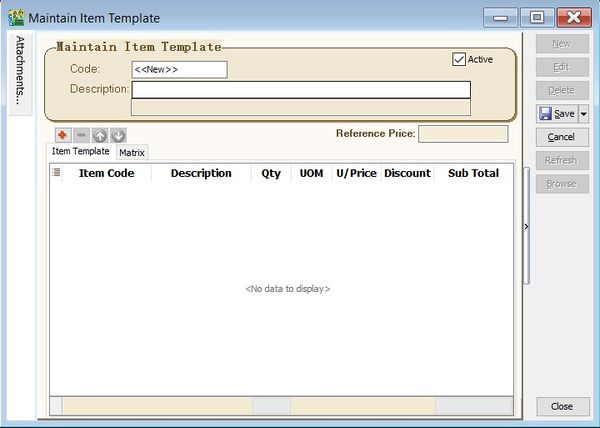 Maintain Item Template
Attachments...
Maintain Item Template
Code: <<New>>
Active
Description:
Reference Price:
Item Template Matrix
Item Code Description Qty UOM U/Price Discount Sub Total
<No data to display>
New
Edit
Delete
Save
Cancel
Refresh
Browse
Close